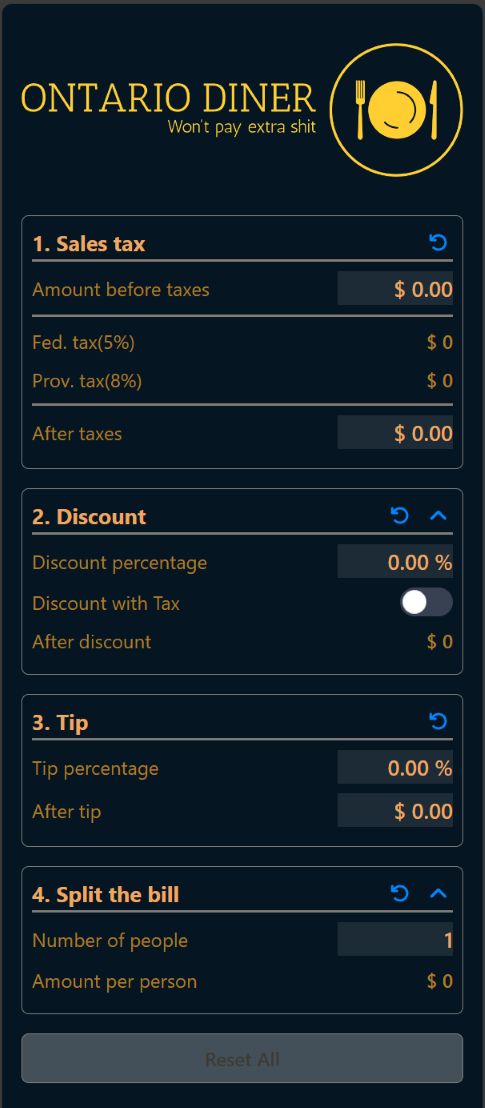 ONTARIO DINER
Won't pay extra shit
1. Sales tax
Amount before taxes $ 0.00
Fed. tax(5%) $ 0
Prov. tax(8%) $ 0
After taxes $ 0.00
2. Discount
Discount percentage 0.00 %
Discount with Tax
After discount $ 0
3. Tip
Tip percentage 0.00 %
After tip $ 0.00
4. Split the bill
Number of people 1
Amount per person $ 0
Reset All